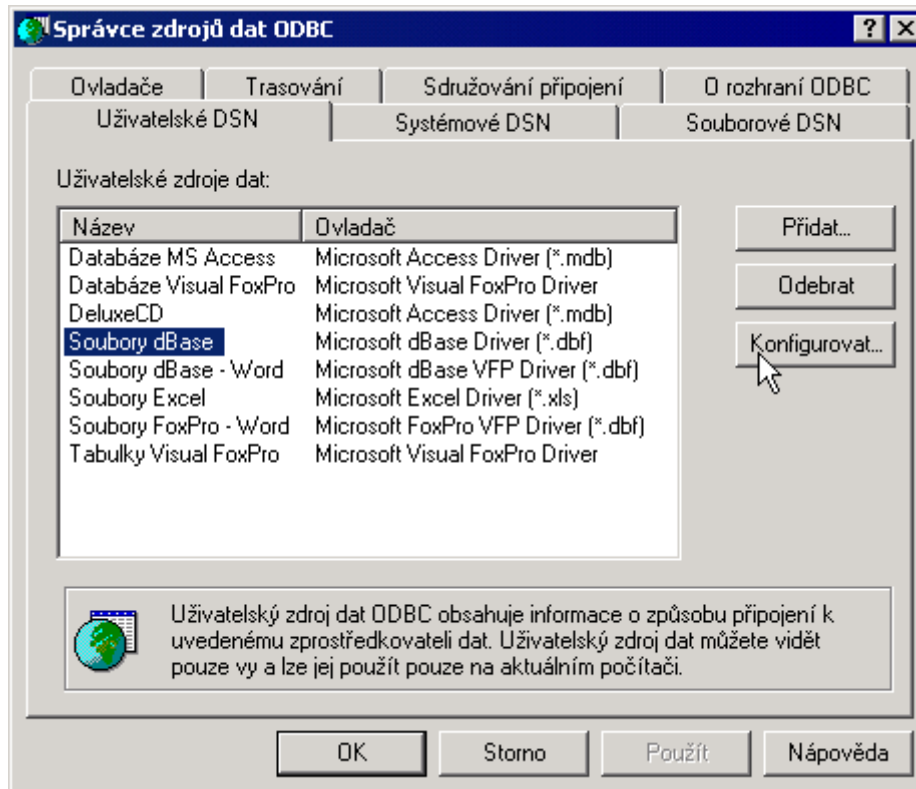 Správce zdrojů dat ODBC
Ovladače Trasování Sdružování připojení O rozhraní ODBC
Uživatelské DSN Systémové DSN Souborové DSN
Uživatelské zdroje dat:
Název Ovladač
Databáze MS Access Microsoft Access Driver (*.mdb)
Databáze Visual FoxPro Microsoft Visual FoxPro Driver
DeluxeCD Microsoft Access Driver (*.mdb)
Soubory dBase Microsoft dBase Driver (*.dbf)
Soubory dBase - Word Microsoft dBase VFP Driver (*.dbf)
Soubory Excel Microsoft Excel Driver (*.xls)
Soubory FoxPro - Word Microsoft FoxPro VFP Driver (*.dbf)
Tabulky Visual FoxPro Microsoft Visual FoxPro Driver
Přidat...
Odebrat
Konfigurovat...
Uživatelský zdroj dat ODBC obsahuje informace o způsobu připojení k
uvedenému zprostředkovateli dat. Uživatelský zdroj dat můžete vidět
pouze vy a lze jej použít pouze na aktuálním počítači.
OK Storno Použít Nápověda